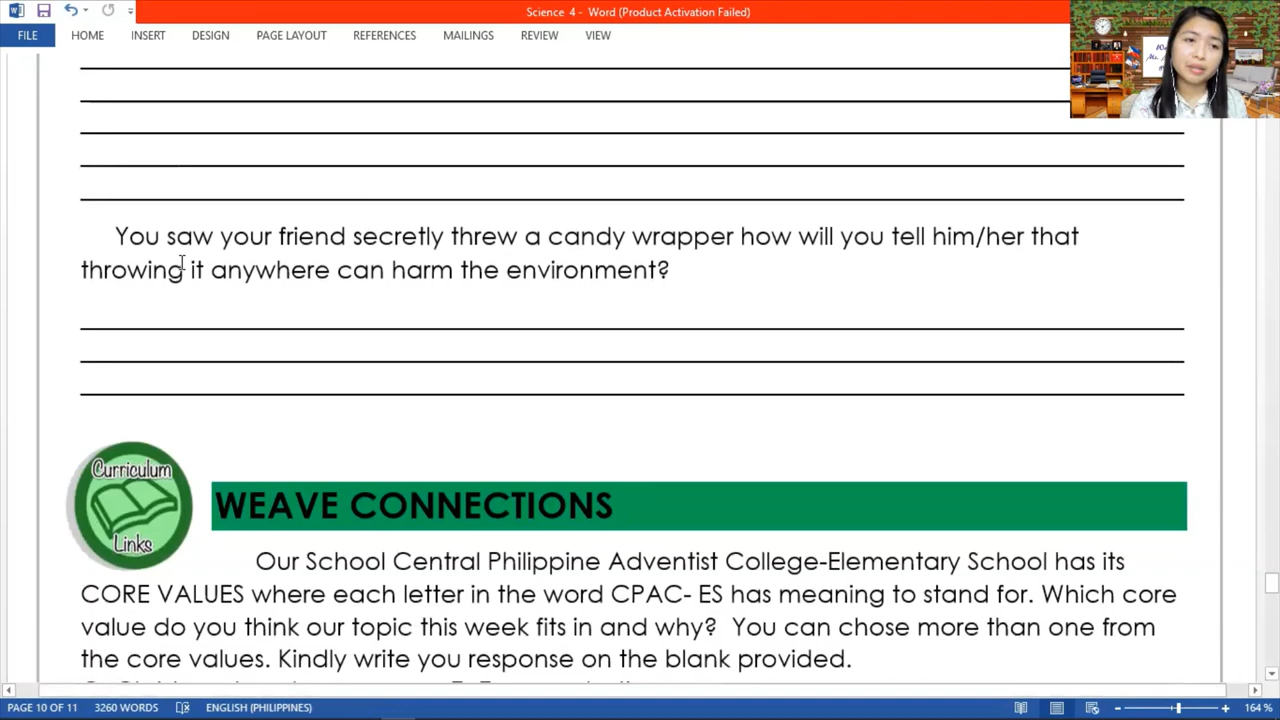 Science 4 - Word (Product Activation Failed)
FILE HOME INSERT DESIGN PAGE LAYOUT REFERENCES MAILINGS REVIEW VIEW
You saw your friend secretly threw a candy wrapper how will you tell him/her that
throwing it anywhere can harm the environment?
Curriculum
Links
WEAVE CONNECTIONS
Our School Central Philippine Adventist College-Elementary School has its
CORE VALUES where each letter in the word CPAC- ES has meaning to stand for. Which core
value do you think our topic this week fits in and why? You can chose more than one from
the core values. Kindly write you response on the blank provided.
PAGE 10 OF 11 3260 WORDS ENGLISH (PHILIPPINES) 164 %